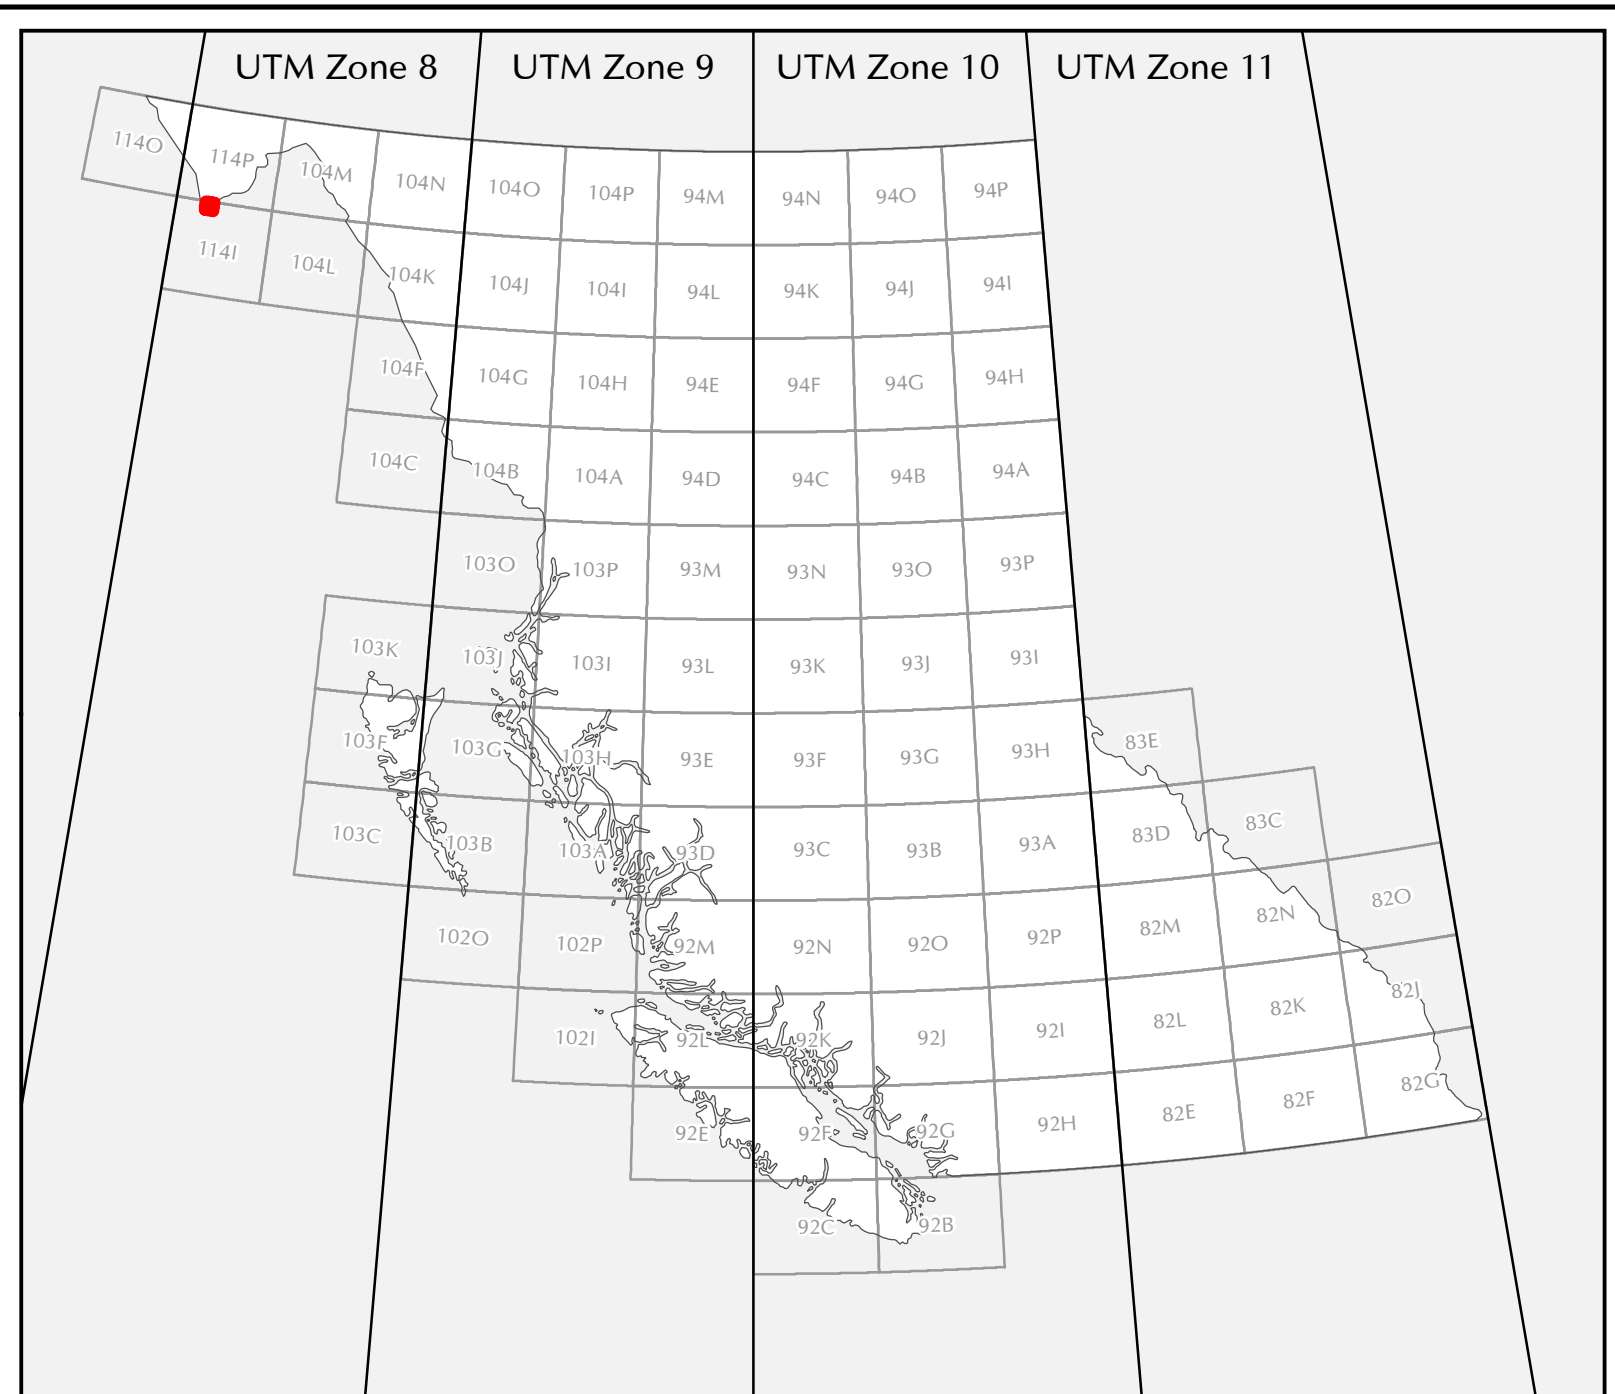 UTM Zone 8 UTM Zone 9 UTM Zone 10 UTM Zone 11
114O 114P 104M 104N 104O 104P 94M 94N 94O 94P
114I 104L 104K 104J 104I 94L 94K 94J 94I
104F 104G 104H 94E 94F 94G 94H
104C 104B 104A 94D 94C 94B 94A
103O 103P 93M 93N 93O 93P
103K 103J 103I 93L 93K 93J 93I
103F 103G 103H 93E 93F 93G 93H 83E
103C 103B 103A 93D 93C 93B 93A 83D 83C
102O 102P 92M 92N 92O 92P 82M 82N 82O
102I 92L 92K 92J 92I 82L 82K 82J
92E 92F 92G 92H 82E 82F 82G
92C 92B